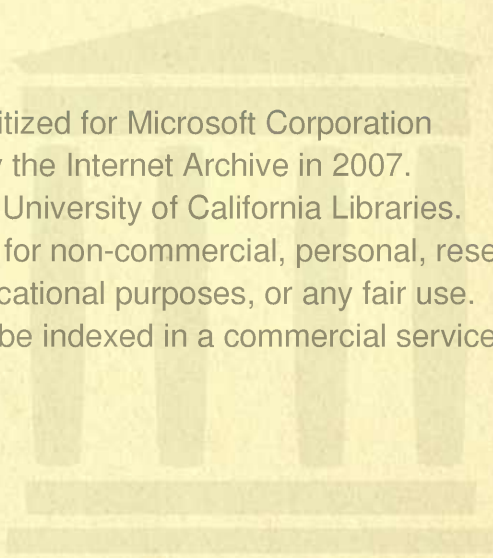 itized for Microsoft Corporation
y the Internet Archive in 2007.
University of California Libraries.
for non-commercial, personal, rese
cational purposes, or any fair use.
be indexed in a commercial service